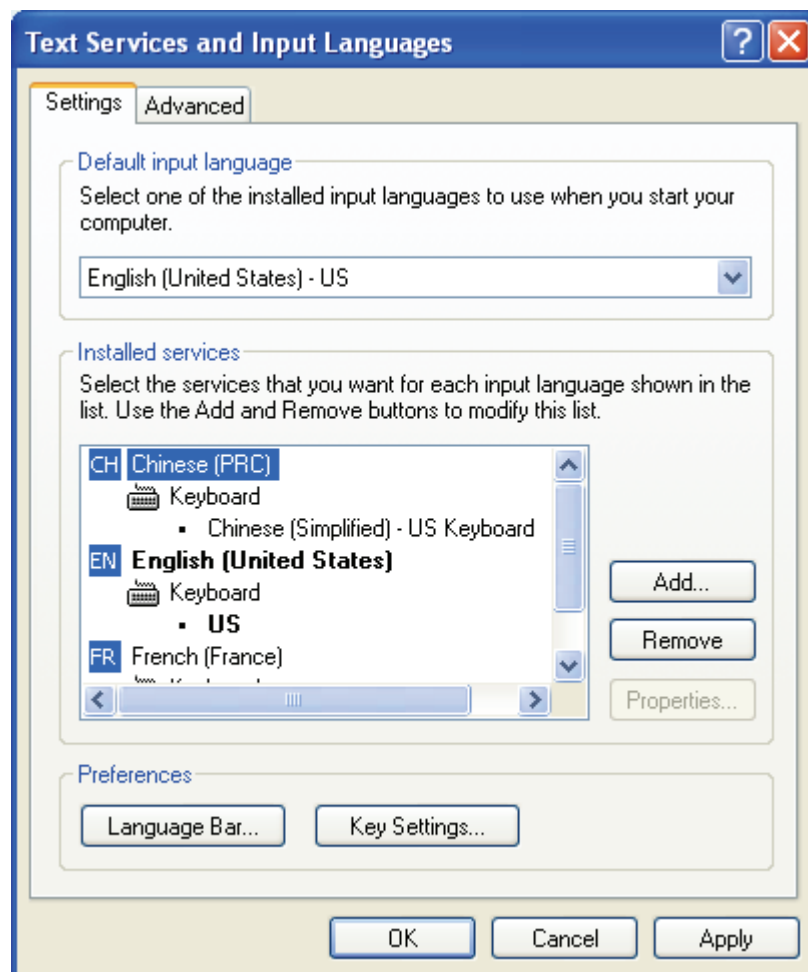 Text Services and Input Languages
Settings
Advanced
Default input language
Select one of the installed input languages to use when you start your
computer.
English (United States) - US
Installed services
Select the services that you want for each input language shown in the
list. Use the Add and Remove buttons to modify this list.
CH Chinese (PRC)
Keyboard
▪ Chinese (Simplified) - US Keyboard
EN English (United States)
Keyboard
▪ US
FR French (France)
Add...
Remove
Properties...
Preferences
Language Bar...
Key Settings...
OK
Cancel
Apply